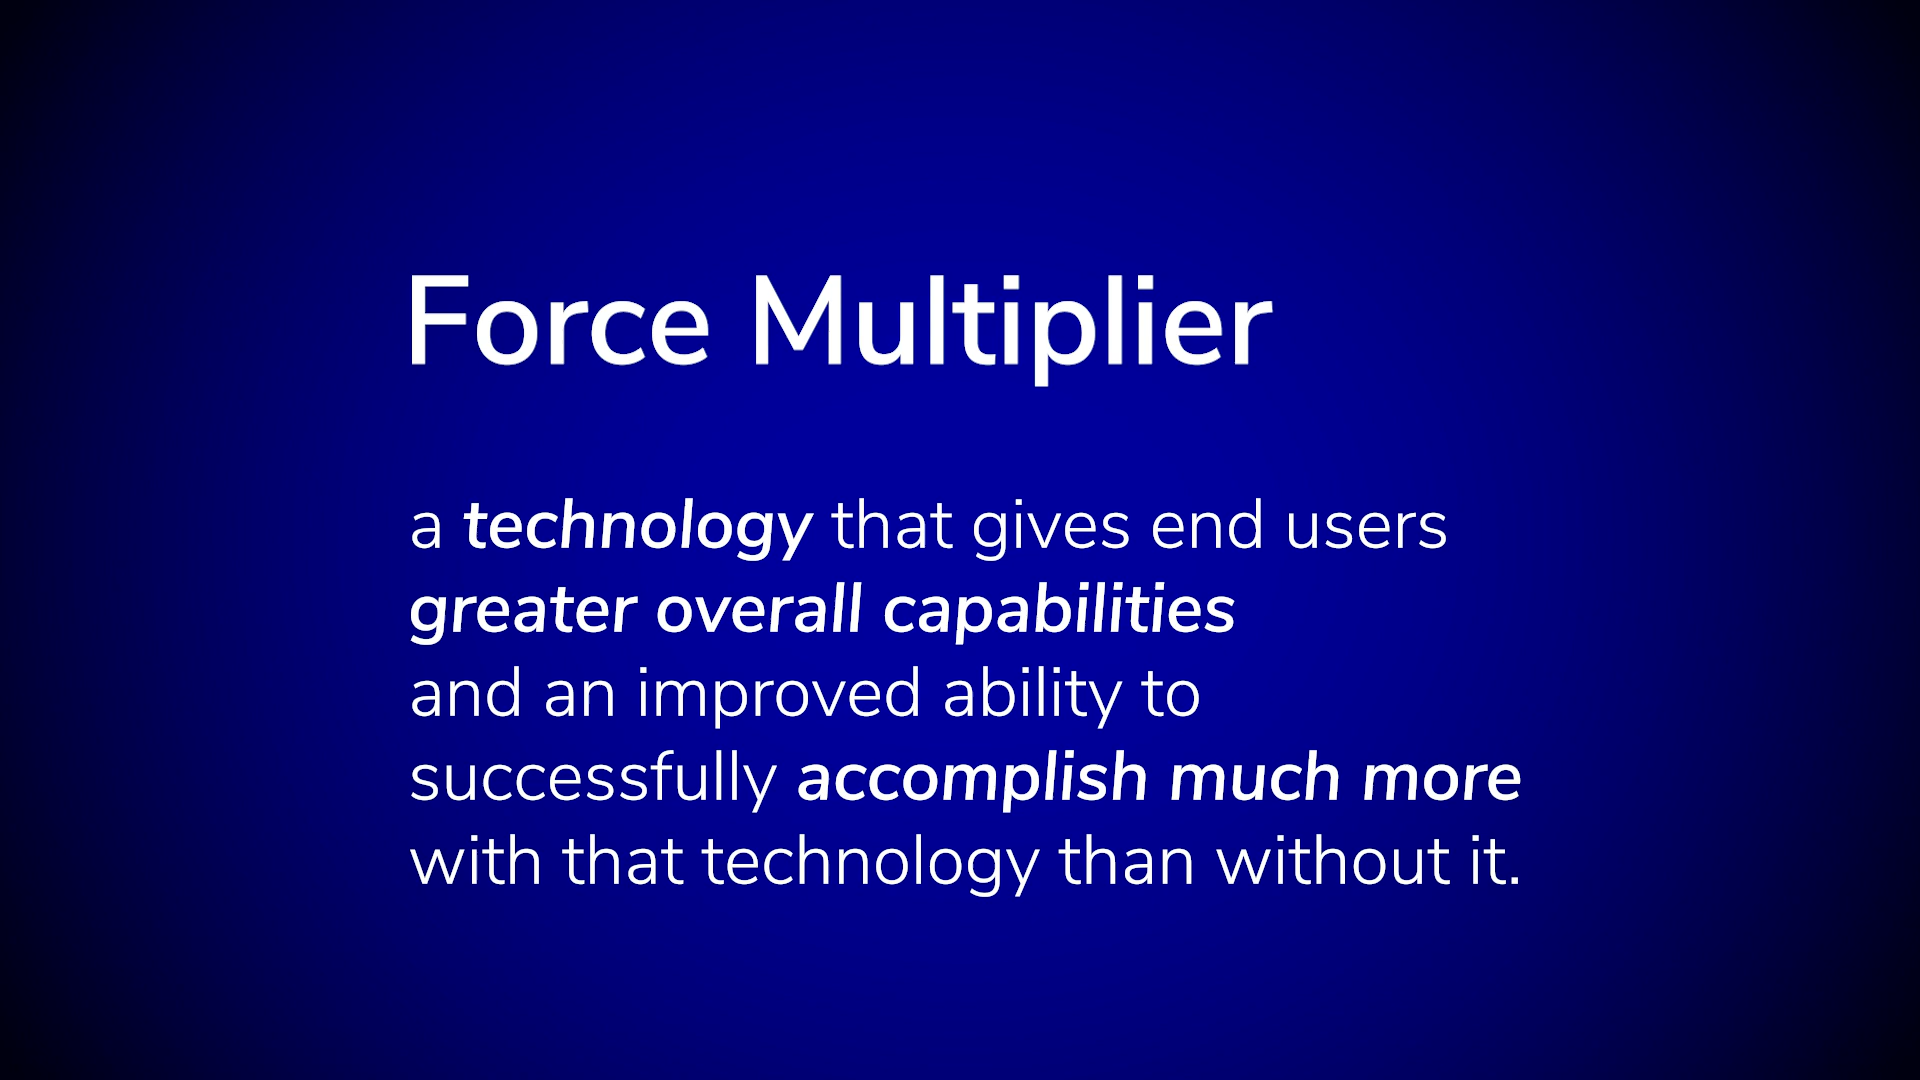 Force Multiplier
a technology that gives end users
greater overall capabilities
and an improved ability to
successfully accomplish much more
with that technology than without it.